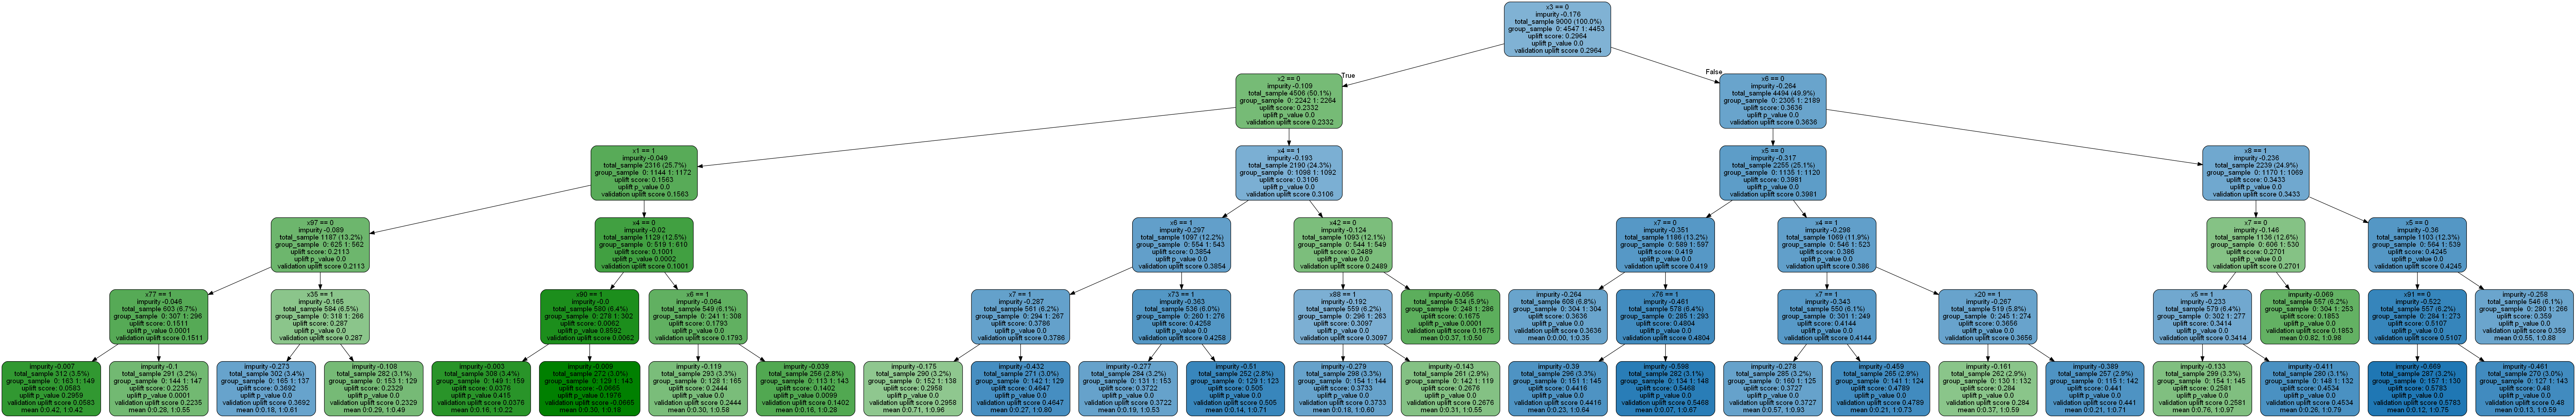 x3 == 0
impurity -0.176
total_sample 9000 (100.0%)
group_sample 0: 4547 1: 4453
uplift score: 0.2964
uplift p_value 0.0
validation uplift score 0.2964
True
False
x2 == 0
impurity -0.109
total_sample 4506 (50.1%)
group_sample 0: 2242 1: 2264
uplift score: 0.2332
uplift p_value 0.0
validation uplift score 0.2332
x6 == 0
impurity -0.264
total_sample 4494 (49.9%)
group_sample 0: 2305 1: 2189
uplift score: 0.3636
uplift p_value 0.0
validation uplift score 0.3636
x1 == 1
impurity -0.049
total_sample 2316 (25.7%)
group_sample 0: 1144 1: 1172
uplift score: 0.1563
uplift p_value 0.0
validation uplift score 0.1563
x4 == 1
impurity -0.193
total_sample 2190 (24.3%)
group_sample 0: 1098 1: 1092
uplift score: 0.3106
uplift p_value 0.0
validation uplift score 0.3106
x5 == 0
impurity -0.317
total_sample 2255 (25.1%)
group_sample 0: 1135 1: 1120
uplift score: 0.3981
uplift p_value 0.0
validation uplift score 0.3981
x8 == 1
impurity -0.236
total_sample 2239 (24.9%)
group_sample 0: 1170 1: 1069
uplift score: 0.3433
uplift p_value 0.0
validation uplift score 0.3433
x97 == 0
impurity -0.089
total_sample 1187 (13.2%)
group_sample 0: 625 1: 562
uplift score: 0.2113
uplift p_value 0.0
validation uplift score 0.2113
x4 == 0
impurity -0.02
total_sample 1129 (12.5%)
group_sample 0: 519 1: 610
uplift score: 0.1001
uplift p_value 0.0002
validation uplift score 0.1001
x6 == 1
impurity -0.297
total_sample 1097 (12.2%)
group_sample 0: 554 1: 543
uplift score: 0.3854
uplift p_value 0.0
validation uplift score 0.3854
x42 == 0
impurity -0.124
total_sample 1093 (12.1%)
group_sample 0: 544 1: 549
uplift score: 0.2489
uplift p_value 0.0
validation uplift score 0.2489
x7 == 0
impurity -0.351
total_sample 1186 (13.2%)
group_sample 0: 589 1: 597
uplift score: 0.419
uplift p_value 0.0
validation uplift score 0.419
x4 == 1
impurity -0.298
total_sample 1069 (11.9%)
group_sample 0: 546 1: 523
uplift score: 0.386
uplift p_value 0.0
validation uplift score 0.386
x7 == 0
impurity -0.146
total_sample 1136 (12.6%)
group_sample 0: 606 1: 530
uplift score: 0.2701
uplift p_value 0.0
validation uplift score 0.2701
x5 == 0
impurity -0.36
total_sample 1103 (12.3%)
group_sample 0: 564 1: 539
uplift score: 0.4245
uplift p_value 0.0
validation uplift score 0.4245
x77 == 1
impurity -0.046
total_sample 603 (6.7%)
group_sample 0: 307 1: 296
uplift score: 0.1511
uplift p_value 0.0001
validation uplift score 0.1511
x35 == 1
impurity -0.165
total_sample 584 (6.5%)
group_sample 0: 318 1: 266
uplift score: 0.287
uplift p_value 0.0
validation uplift score 0.287
x90 == 1
impurity -0.0
total_sample 580 (6.4%)
group_sample 0: 278 1: 302
uplift score: 0.0062
uplift p_value 0.8592
validation uplift score 0.0062
x6 == 1
impurity -0.064
total_sample 549 (6.1%)
group_sample 0: 241 1: 308
uplift score: 0.1793
uplift p_value 0.0
validation uplift score 0.1793
x7 == 1
impurity -0.287
total_sample 561 (6.2%)
group_sample 0: 294 1: 267
uplift score: 0.3786
uplift p_value 0.0
validation uplift score 0.3786
x73 == 1
impurity -0.363
total_sample 536 (6.0%)
group_sample 0: 260 1: 276
uplift score: 0.4258
uplift p_value 0.0
validation uplift score 0.4258
x88 == 1
impurity -0.192
total_sample 559 (6.2%)
group_sample 0: 296 1: 263
uplift score: 0.3097
uplift p_value 0.0
validation uplift score 0.3097
impurity -0.056
total_sample 534 (5.9%)
group_sample 0: 248 1: 286
uplift score: 0.1675
uplift p_value 0.0001
validation uplift score 0.1675
mean 0:0.37, 1:0.50
impurity -0.264
total_sample 608 (6.8%)
group_sample 0: 304 1: 304
uplift score: 0.3636
uplift p_value 0.0
validation uplift score 0.3636
mean 0:0.00, 1:0.35
x76 == 1
impurity -0.461
total_sample 578 (6.4%)
group_sample 0: 285 1: 293
uplift score: 0.4804
uplift p_value 0.0
validation uplift score 0.4804
x7 == 1
impurity -0.343
total_sample 550 (6.1%)
group_sample 0: 301 1: 249
uplift score: 0.4144
uplift p_value 0.0
validation uplift score 0.4144
x20 == 1
impurity -0.267
total_sample 519 (5.8%)
group_sample 0: 245 1: 274
uplift score: 0.3656
uplift p_value 0.0
validation uplift score 0.3656
x5 == 1
impurity -0.233
total_sample 579 (6.4%)
group_sample 0: 302 1: 277
uplift score: 0.3414
uplift p_value 0.0
validation uplift score 0.3414
impurity -0.069
total_sample 557 (6.2%)
group_sample 0: 304 1: 253
uplift score: 0.1853
uplift p_value 0.0
validation uplift score 0.1853
mean 0:0.82, 1:0.98
x91 == 0
impurity -0.522
total_sample 557 (6.2%)
group_sample 0: 284 1: 273
uplift score: 0.5107
uplift p_value 0.0
validation uplift score 0.5107
impurity -0.258
total_sample 546 (6.1%)
group_sample 0: 280 1: 266
uplift score: 0.359
uplift p_value 0.0
validation uplift score 0.359
mean 0:0.55, 1:0.88
impurity -0.007
total_sample 312 (3.5%)
group_sample 0: 163 1: 149
uplift score: 0.0583
uplift p_value 0.2959
validation uplift score 0.0583
mean 0:0.42, 1:0.42
impurity -0.1
total_sample 291 (3.2%)
group_sample 0: 144 1: 147
uplift score: 0.2235
uplift p_value 0.0001
validation uplift score 0.2235
mean 0:0.28, 1:0.55
impurity -0.273
total_sample 302 (3.4%)
group_sample 0: 165 1: 137
uplift score: 0.3692
uplift p_value 0.0
validation uplift score 0.3692
mean 0:0.18, 1:0.61
impurity -0.108
total_sample 282 (3.1%)
group_sample 0: 153 1: 129
uplift score: 0.2329
uplift p_value 0.0
validation uplift score 0.2329
mean 0:0.29, 1:0.49
impurity -0.003
total_sample 308 (3.4%)
group_sample 0: 149 1: 159
uplift score: 0.0376
uplift p_value 0.415
validation uplift score 0.0376
mean 0:0.16, 1:0.22
impurity -0.009
total_sample 272 (3.0%)
group_sample 0: 129 1: 143
uplift score: -0.0665
uplift p_value 0.1976
validation uplift score -0.0665
mean 0:0.30, 1:0.19
impurity -0.119
total_sample 293 (3.3%)
group_sample 0: 128 1: 165
uplift score: 0.2444
uplift p_value 0.0
validation uplift score 0.2444
mean 0:0.30, 1:0.58
impurity -0.039
total_sample 256 (2.8%)
group_sample 0: 113 1: 143
uplift score: 0.1402
uplift p_value 0.0099
validation uplift score 0.1402
mean 0:0.16, 1:0.28
impurity -0.175
total_sample 290 (3.2%)
group_sample 0: 152 1: 138
uplift score: 0.2958
uplift p_value 0.0
validation uplift score 0.2958
mean 0:0.71, 1:0.96
impurity -0.432
total_sample 271 (3.0%)
group_sample 0: 142 1: 129
uplift score: 0.4647
uplift p_value 0.0
validation uplift score 0.4647
mean 0:0.27, 1:0.80
impurity -0.277
total_sample 284 (3.2%)
group_sample 0: 131 1: 153
uplift score: 0.3722
uplift p_value 0.0
validation uplift score 0.3722
mean 0:0.19, 1:0.53
impurity -0.51
total_sample 252 (2.8%)
group_sample 0: 129 1: 123
uplift score: 0.505
uplift p_value 0.0
validation uplift score 0.505
mean 0:0.14, 1:0.71
impurity -0.279
total_sample 298 (3.3%)
group_sample 0: 154 1: 144
uplift score: 0.3733
uplift p_value 0.0
validation uplift score 0.3733
mean 0:0.18, 1:0.60
impurity -0.143
total_sample 261 (2.9%)
group_sample 0: 142 1: 119
uplift score: 0.2676
uplift p_value 0.0
validation uplift score 0.2676
mean 0:0.31, 1:0.55
impurity -0.39
total_sample 296 (3.3%)
group_sample 0: 151 1: 145
uplift score: 0.4416
uplift p_value 0.0
validation uplift score 0.4416
mean 0:0.23, 1:0.64
impurity -0.598
total_sample 282 (3.1%)
group_sample 0: 134 1: 148
uplift score: 0.5468
uplift p_value 0.0
validation uplift score 0.5468
mean 0:0.07, 1:0.67
impurity -0.278
total_sample 285 (3.2%)
group_sample 0: 160 1: 125
uplift score: 0.3727
uplift p_value 0.0
validation uplift score 0.3727
mean 0:0.57, 1:0.93
impurity -0.459
total_sample 265 (2.9%)
group_sample 0: 141 1: 124
uplift score: 0.4789
uplift p_value 0.0
validation uplift score 0.4789
mean 0:0.21, 1:0.73
impurity -0.161
total_sample 262 (2.9%)
group_sample 0: 130 1: 132
uplift score: 0.284
uplift p_value 0.0
validation uplift score 0.284
mean 0:0.37, 1:0.59
impurity -0.389
total_sample 257 (2.9%)
group_sample 0: 115 1: 142
uplift score: 0.441
uplift p_value 0.0
validation uplift score 0.441
mean 0:0.21, 1:0.71
impurity -0.133
total_sample 299 (3.3%)
group_sample 0: 154 1: 145
uplift score: 0.2581
uplift p_value 0.0
validation uplift score 0.2581
mean 0:0.76, 1:0.97
impurity -0.411
total_sample 280 (3.1%)
group_sample 0: 148 1: 132
uplift score: 0.4534
uplift p_value 0.0
validation uplift score 0.4534
mean 0:0.26, 1:0.79
impurity -0.669
total_sample 287 (3.2%)
group_sample 0: 157 1: 130
uplift score: 0.5783
uplift p_value 0.0
validation uplift score 0.5783
mean 0:0.12, 1:0.75
impurity -0.461
total_sample 270 (3.0%)
group_sample 0: 127 1: 143
uplift score: 0.48
uplift p_value 0.0
validation uplift score 0.48
mean 0:0.13, 1:0.59